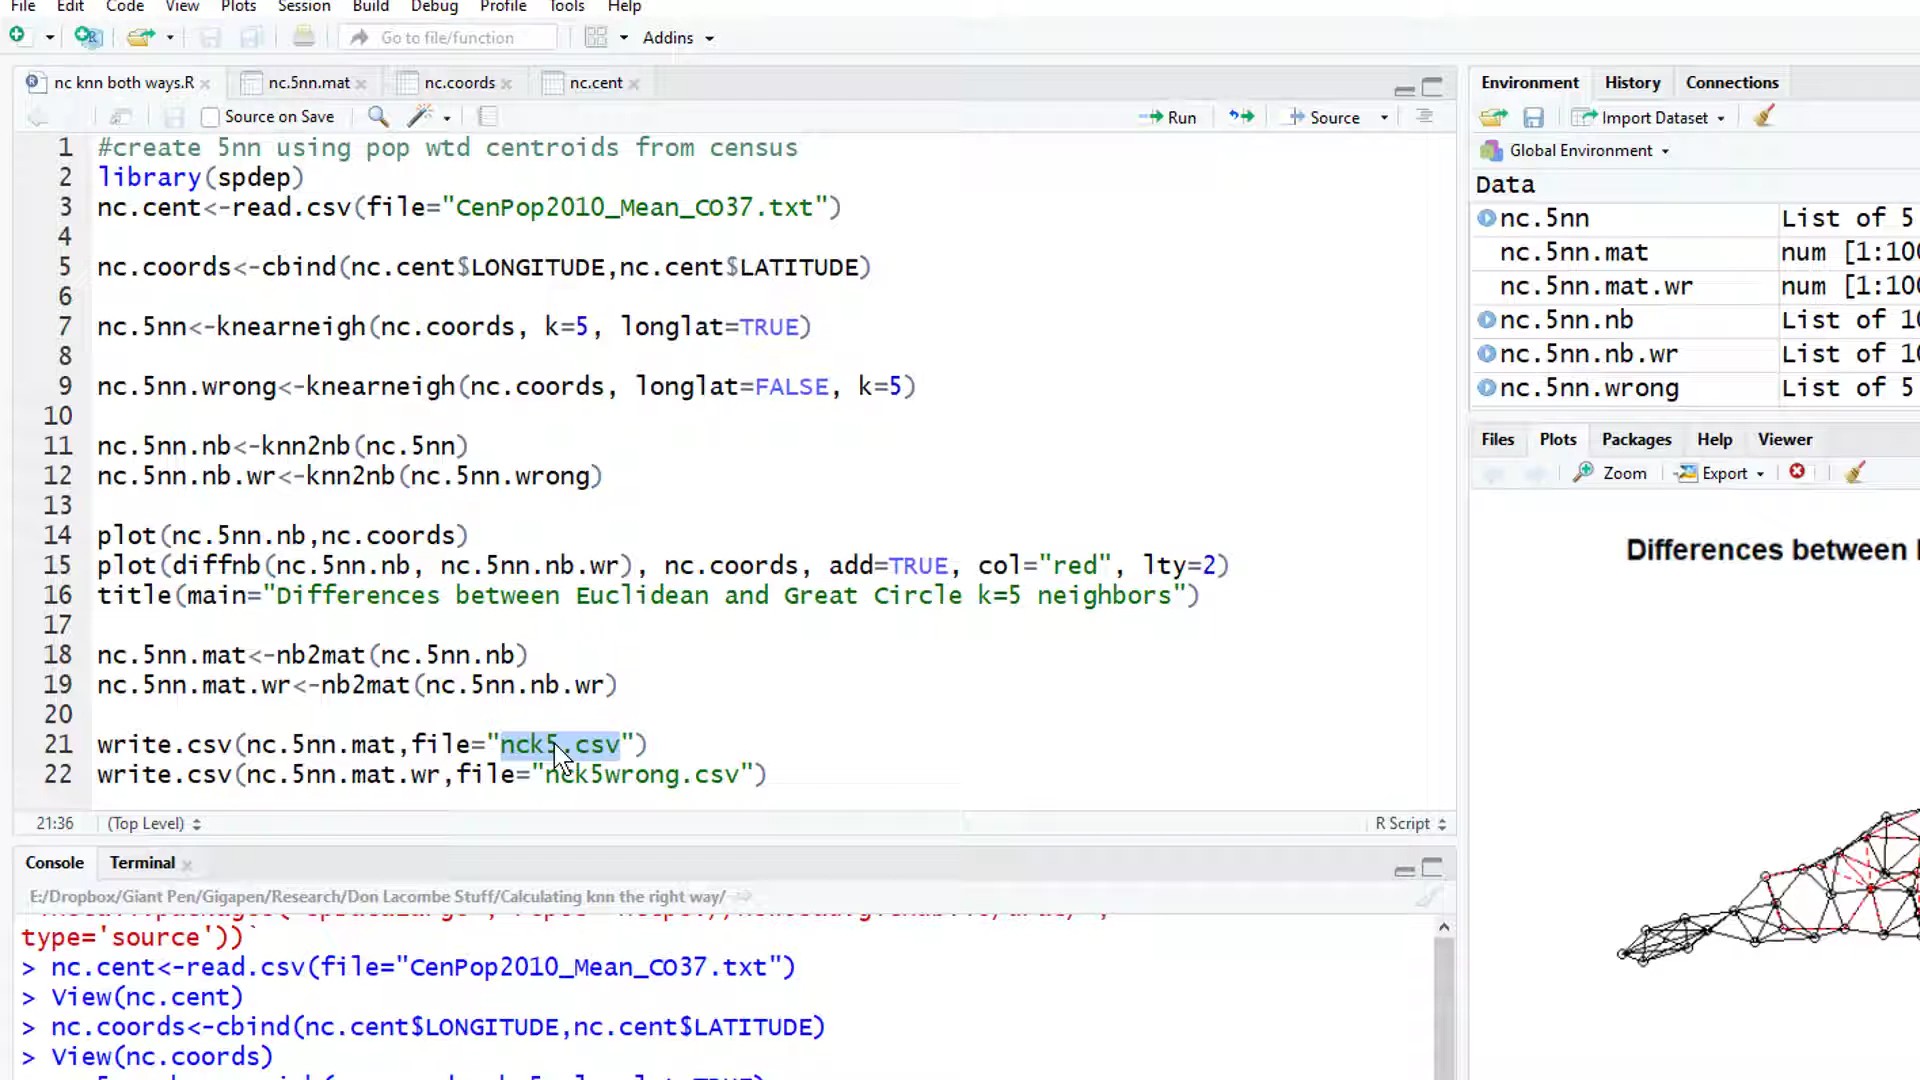 File Edit Code View Plots Session Build Debug Profile Tools Help
Go to file/function Addins
nc knn both ways.R nc.5nn.mat nc.coords nc.cent
Source on Save Run Source
1 #create 5nn using pop wtd centroids from census
2 library(spdep)
3 nc.cent<-read.csv(file="CenPop2010_Mean_CO37.txt")
4
5 nc.coords<-cbind(nc.cent$LONGITUDE,nc.cent$LATITUDE)
6
7 nc.5nn<-knearneigh(nc.coords, k=5, longlat=TRUE)
8
9 nc.5nn.wrong<-knearneigh(nc.coords, longlat=FALSE, k=5)
10
11 nc.5nn.nb<-knn2nb(nc.5nn)
12 nc.5nn.nb.wr<-knn2nb(nc.5nn.wrong)
13
14 plot(nc.5nn.nb,nc.coords)
15 plot(diffnb(nc.5nn.nb, nc.5nn.nb.wr), nc.coords, add=TRUE, col="red", lty=2)
16 title(main="Differences between Euclidean and Great Circle k=5 neighbors")
17
18 nc.5nn.mat<-nb2mat(nc.5nn.nb)
19 nc.5nn.mat.wr<-nb2mat(nc.5nn.nb.wr)
20
21 write.csv(nc.5nn.mat,file="nck5.csv")
22 write.csv(nc.5nn.mat.wr,file="nck5wrong.csv")
21:36 (Top Level) R Script
Console Terminal
E:/Dropbox/Giant Pen/Gigapen/Research/Don Lacombe Stuff/Calculating knn the right way/
type='source'))`
> nc.cent<-read.csv(file="CenPop2010_Mean_CO37.txt")
> View(nc.cent)
> nc.coords<-cbind(nc.cent$LONGITUDE,nc.cent$LATITUDE)
> View(nc.coords)
Environment History Connections
Import Dataset
Global Environment
Data
nc.5nn List of 5
nc.5nn.mat num [1:100
nc.5nn.mat.wr num [1:100
nc.5nn.nb List of 10
nc.5nn.nb.wr List of 10
nc.5nn.wrong List of 5
Files Plots Packages Help Viewer
Zoom Export
Differences between